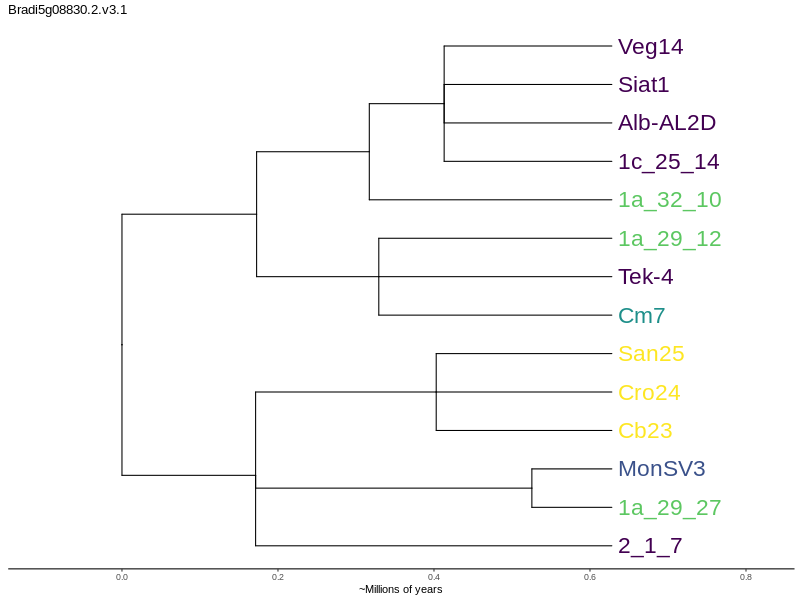 Bradi5g08830.2.v3.1
Veg14
Siat1
Alb-AL2D
1c_25_14
1a_32_10
1a_29_12
Tek-4
Cm7
San25
Cro24
Cb23
MonSV3
1a_29_27
2_1_7
0.0 0.2 0.4 0.6 0.8
~Millions of years